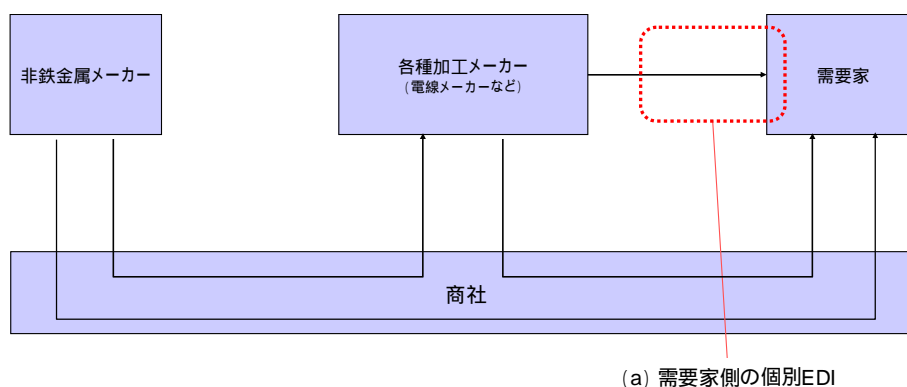 非鉄金属メーカー
各種加工メーカー
(電線メーカーなど)
需要家
商社
(a) 需要家側の個別EDI